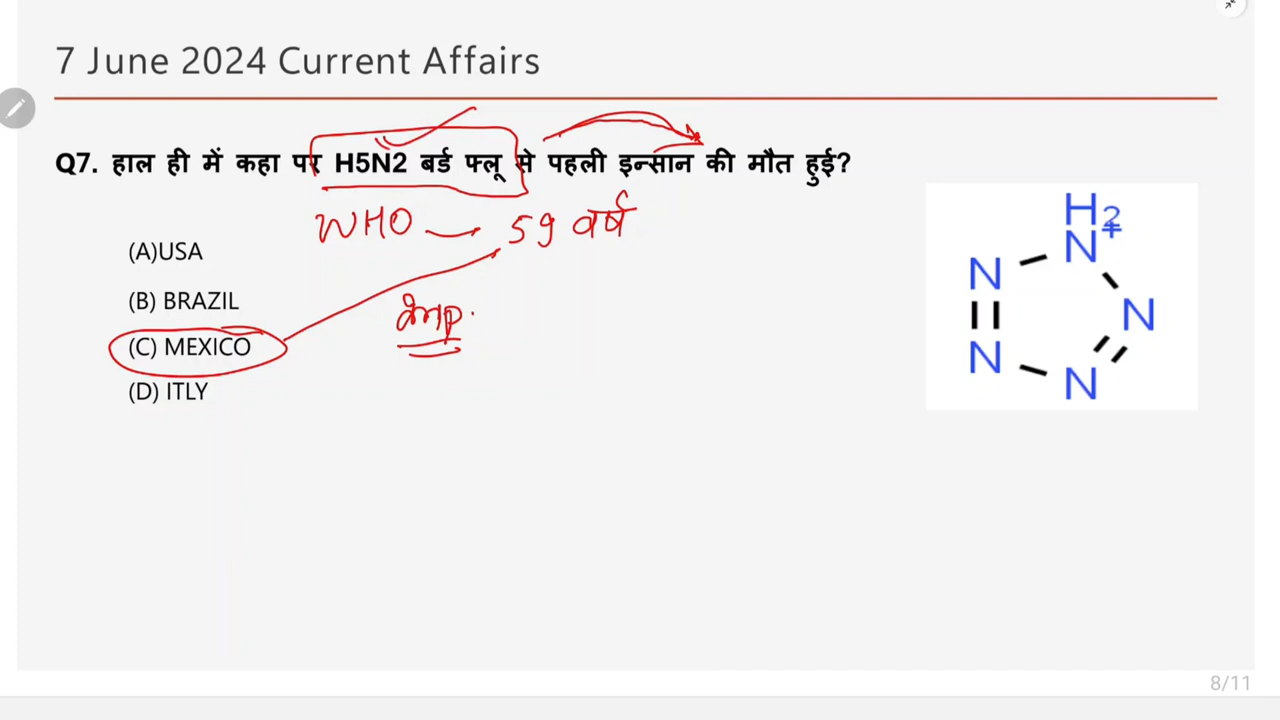 7 June 2024 Current Affairs
Q7. हाल ही में कहा पर H5N2 बर्ड फ्लू से पहली इन्सान की मौत हुई?
WHO 59 वर्ष
(A)USA
(B) BRAZIL
(C) MEXICO
(D) ITLY
H2
N+
N
N
N
N
8/11